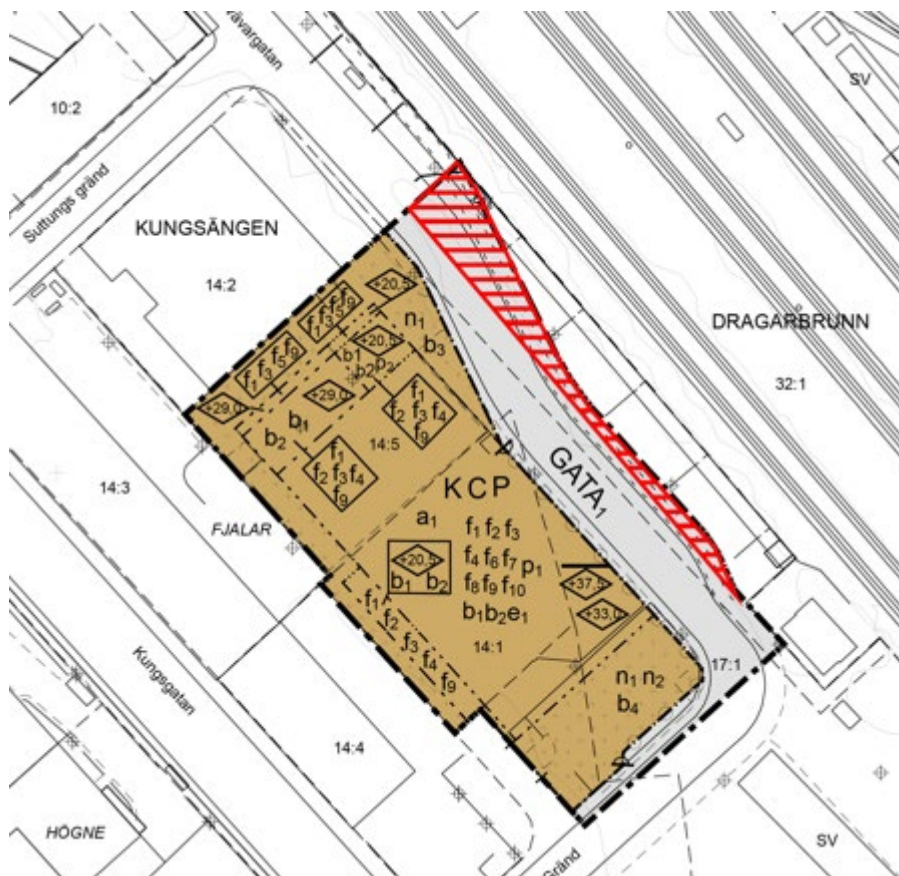 vävargatan
SV
10:2
Suttungs gränd
KUNGSÄNGEN
14:2
+20,5
f₁ f₃ f₅ f₉
n₁
DRAGARBRUNN
+20,5
b₃
f₁ f₃ f₅ f₉
b₁
b₂ p₂
32:1
+29,0
+29,0
f₁
f₂ f₃ f₄
f₉
b₁
b₂
14:5
f₁
f₂ f₃ f₄
f₉
GATA₁
14:3
KCP
FJALAR
a₁
f₁ f₂ f₃
+20,5
f₄ f₆ f₇ p₁
b₁ b₂
f₈ f₉ f₁₀
+37,5
b₁ b₂ e₁
+33,0
f₁
f₂
f₃
f₄
f₉
14:1
17:1
n₁ n₂
b₄
Kungsgatan
14:4
HÖGNE
SV
Gränd